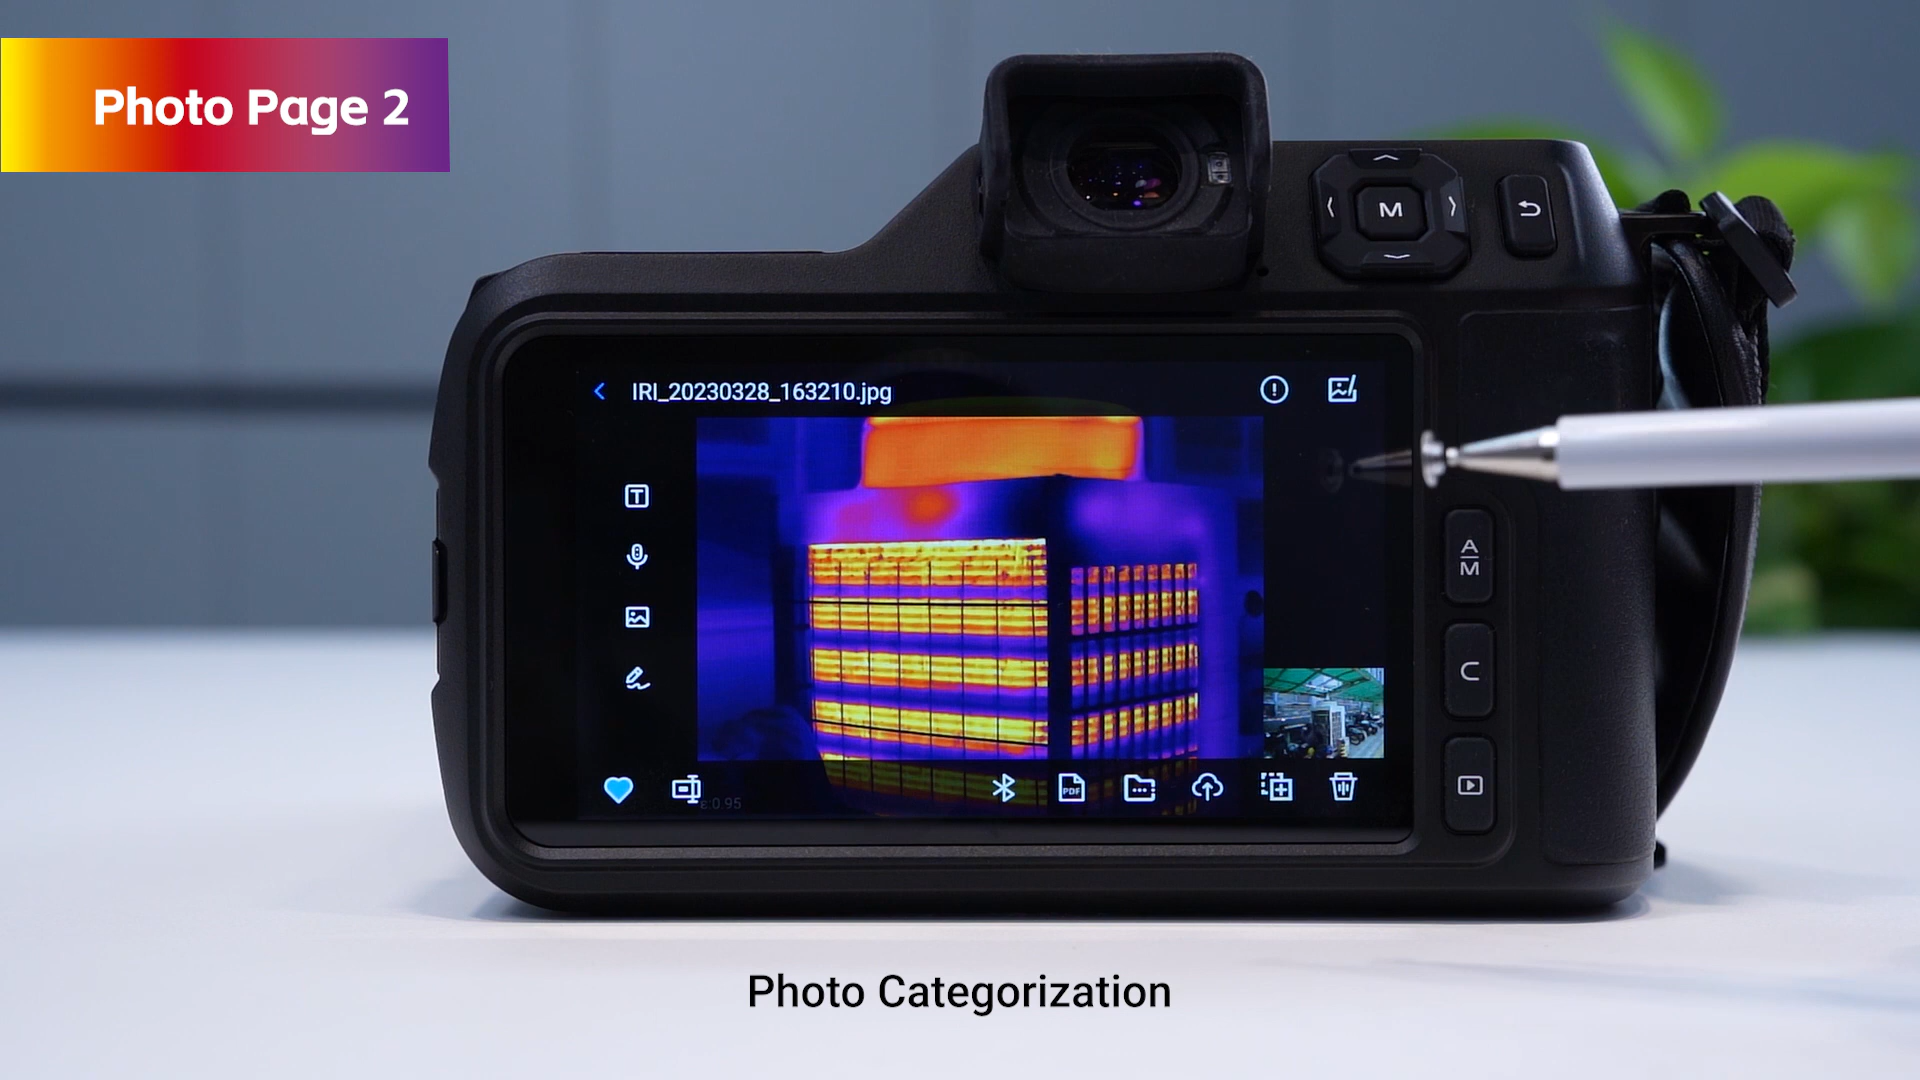 Photo Page 2
M
IRI_20230328_163210.jpg
T
A
M
C
PDF
ε:0.95
Photo Categorization